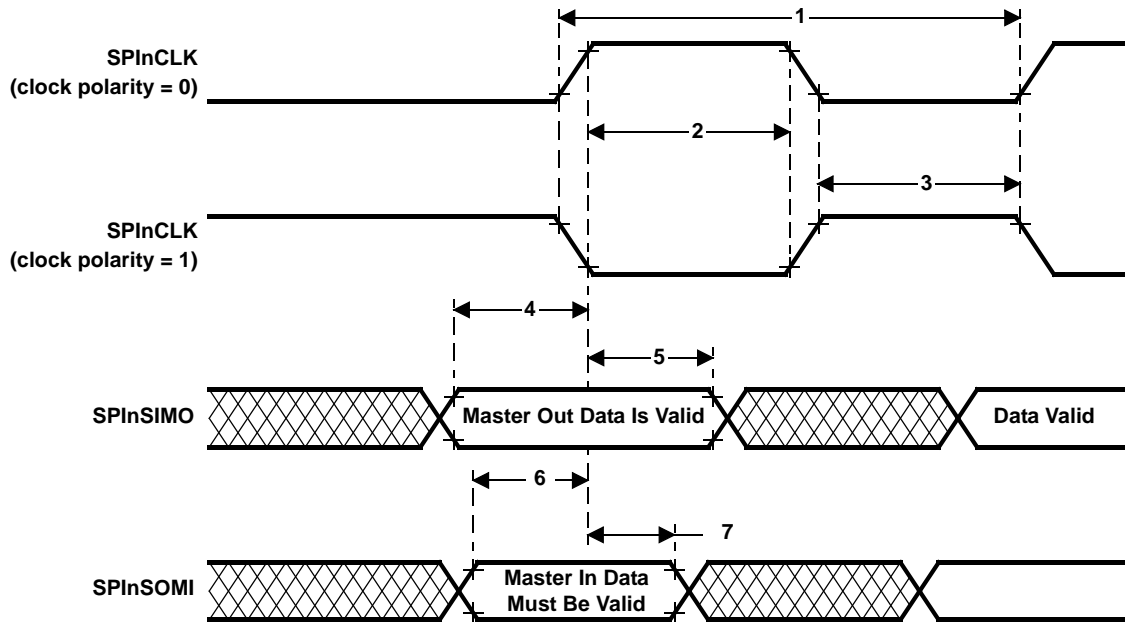 1
SPInCLK
(clock polarity = 0)
2
3
SPInCLK
(clock polarity = 1)
4
5
SPInSIMO
Master Out Data Is Valid
Data Valid
6
7
SPInSOMI
Master In Data
Must Be Valid